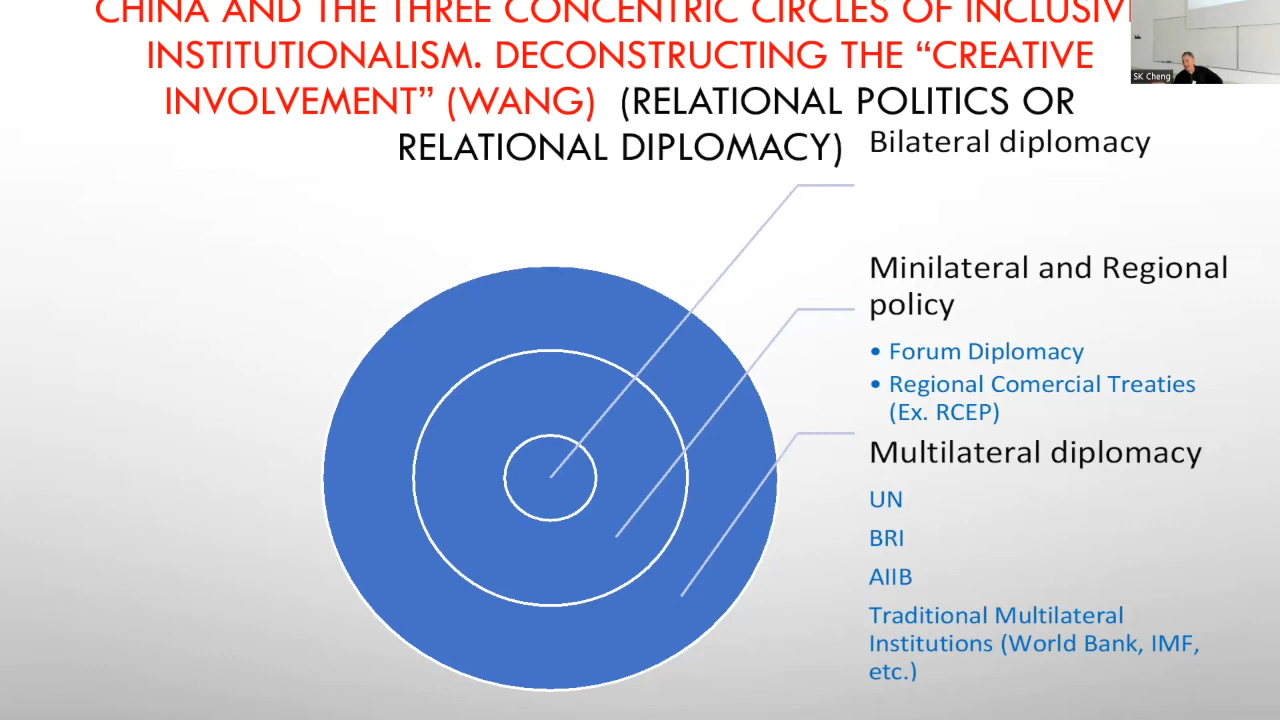 CHINA AND THE THREE CONCENTRIC CIRCLES OF INCLUSIV
INSTITUTIONALISM. DECONSTRUCTING THE “CREATIVE
INVOLVEMENT” (WANG) (RELATIONAL POLITICS OR
RELATIONAL DIPLOMACY)
SK Cheng
Bilateral diplomacy
Minilateral and Regional
policy
• Forum Diplomacy
• Regional Comercial Treaties
(Ex. RCEP)
Multilateral diplomacy
UN
BRI
AIIB
Traditional Multilateral
Institutions (World Bank, IMF,
etc.)